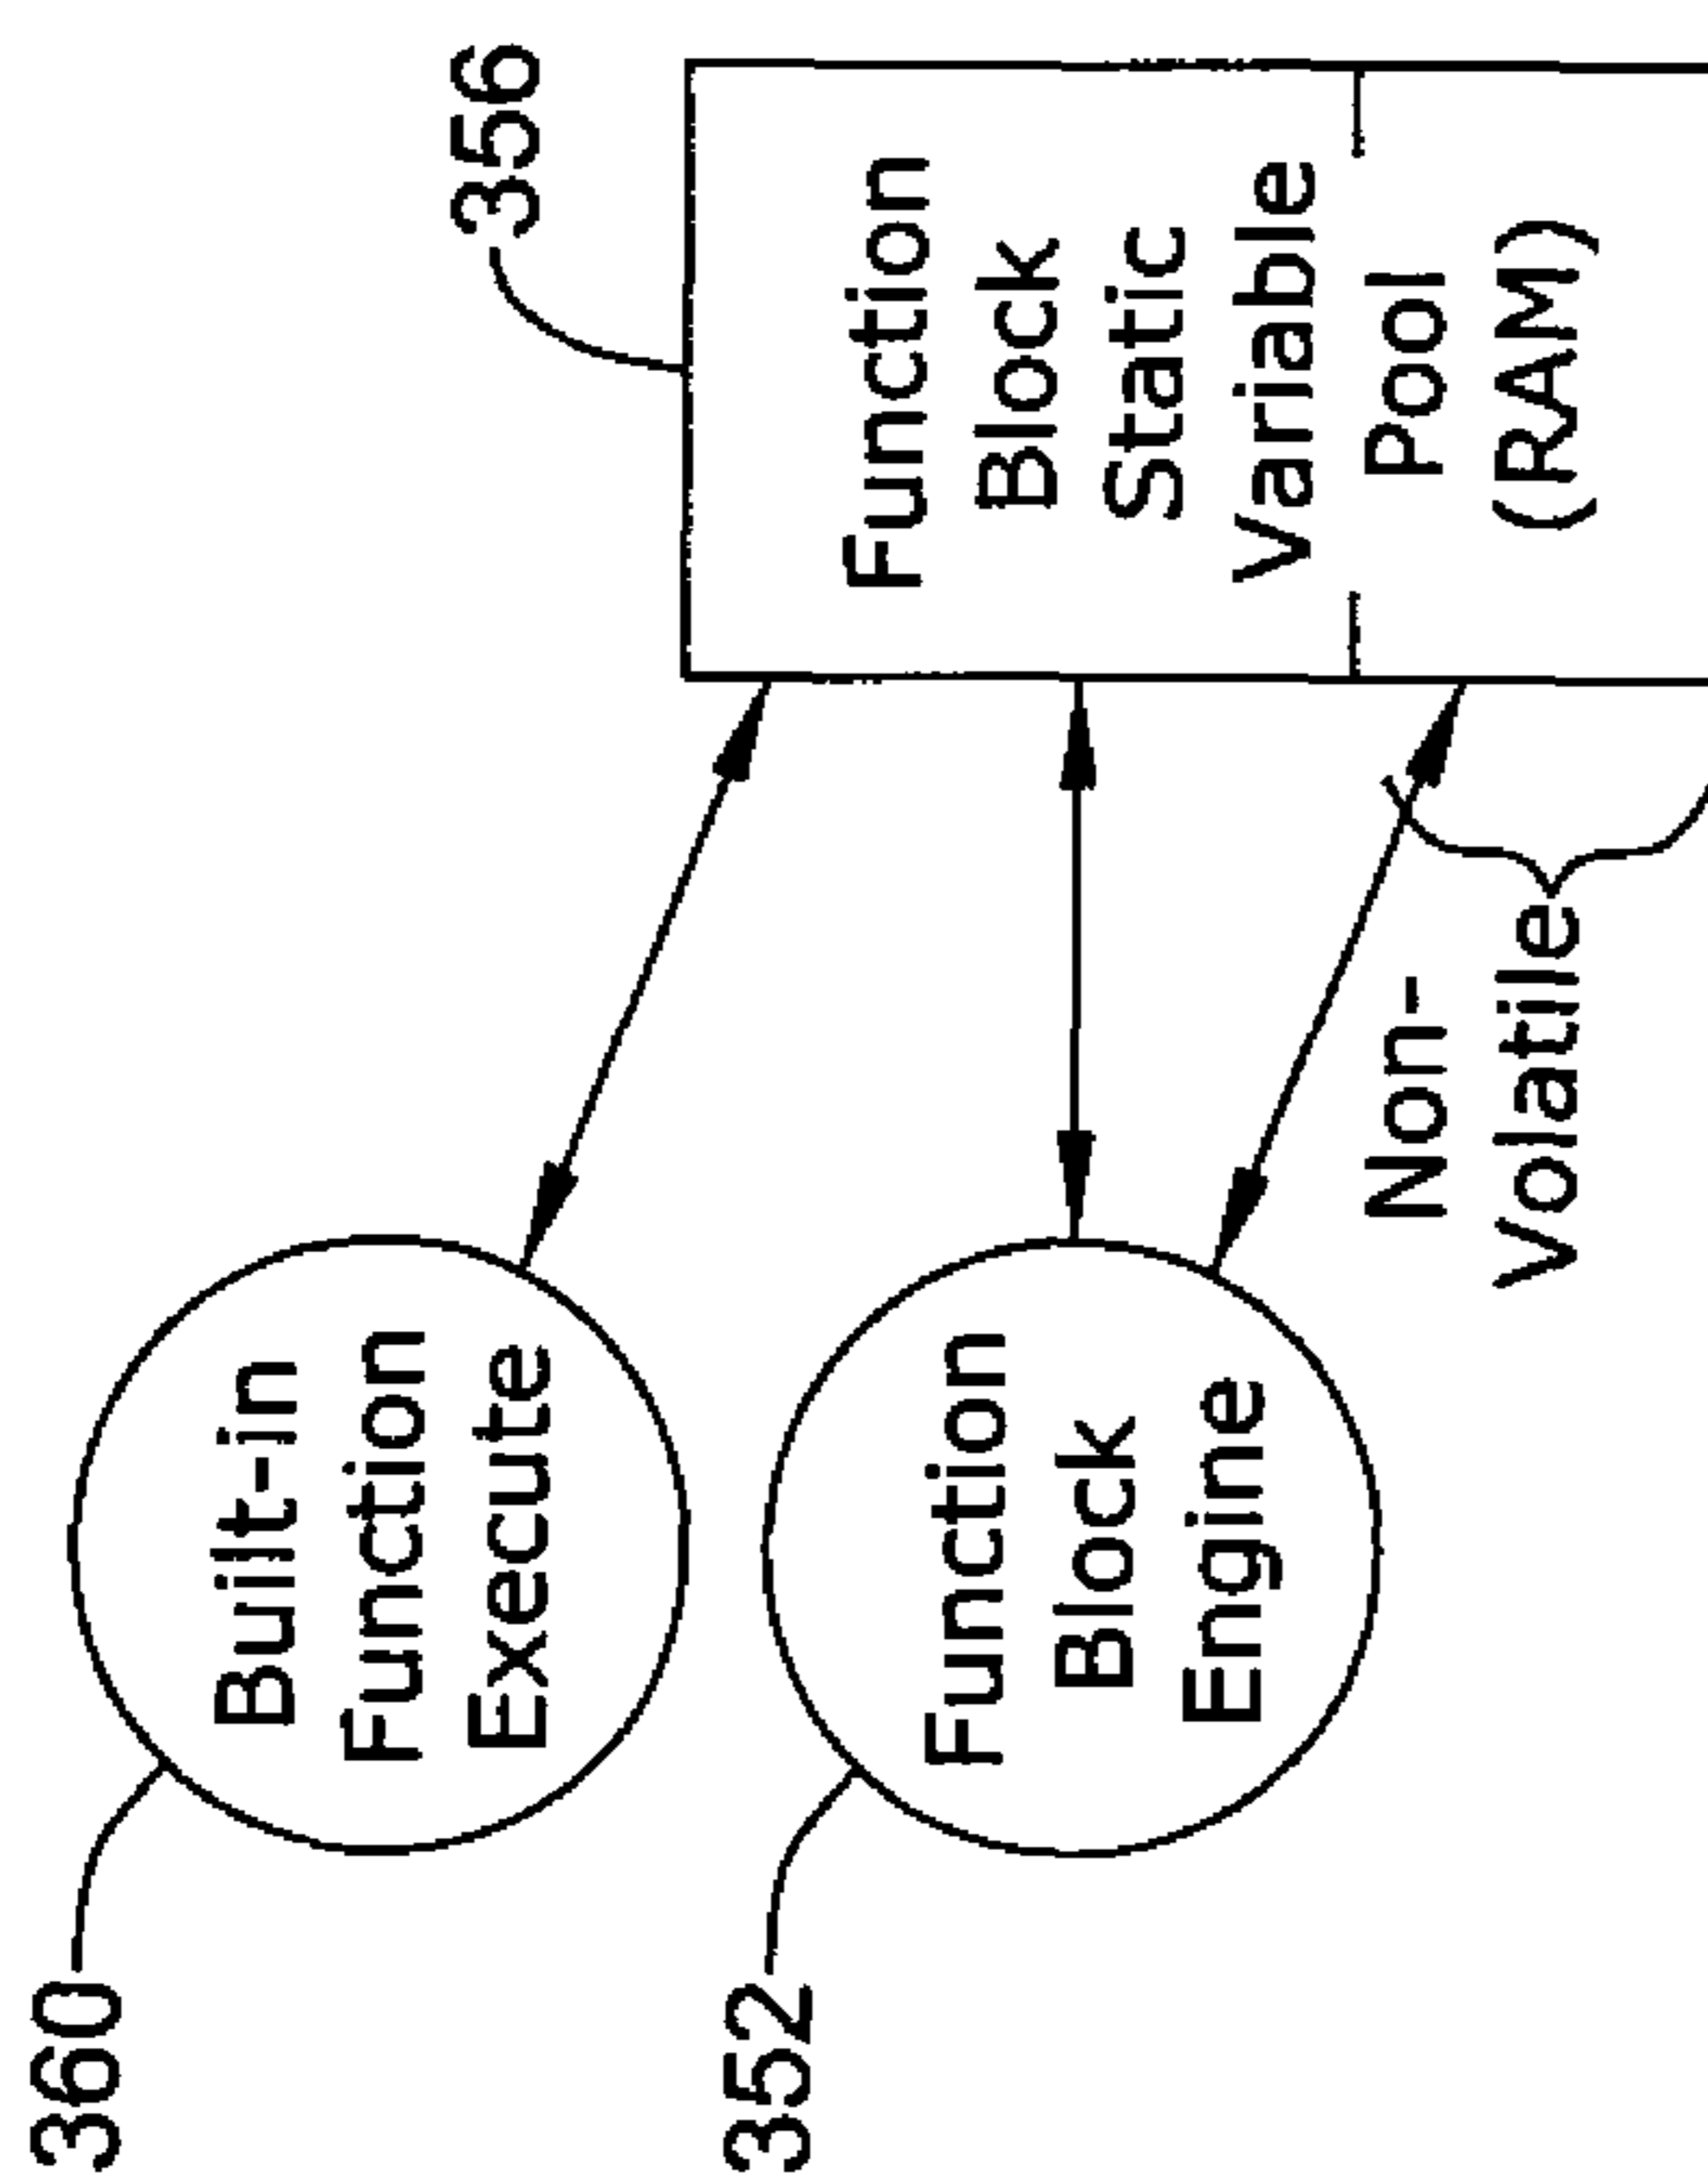 360
Built-in
Function
Execute
352
Function
Block
Engine
Non-
volatile
356
Function
Block
Static
Variable
Pool
(RAM)